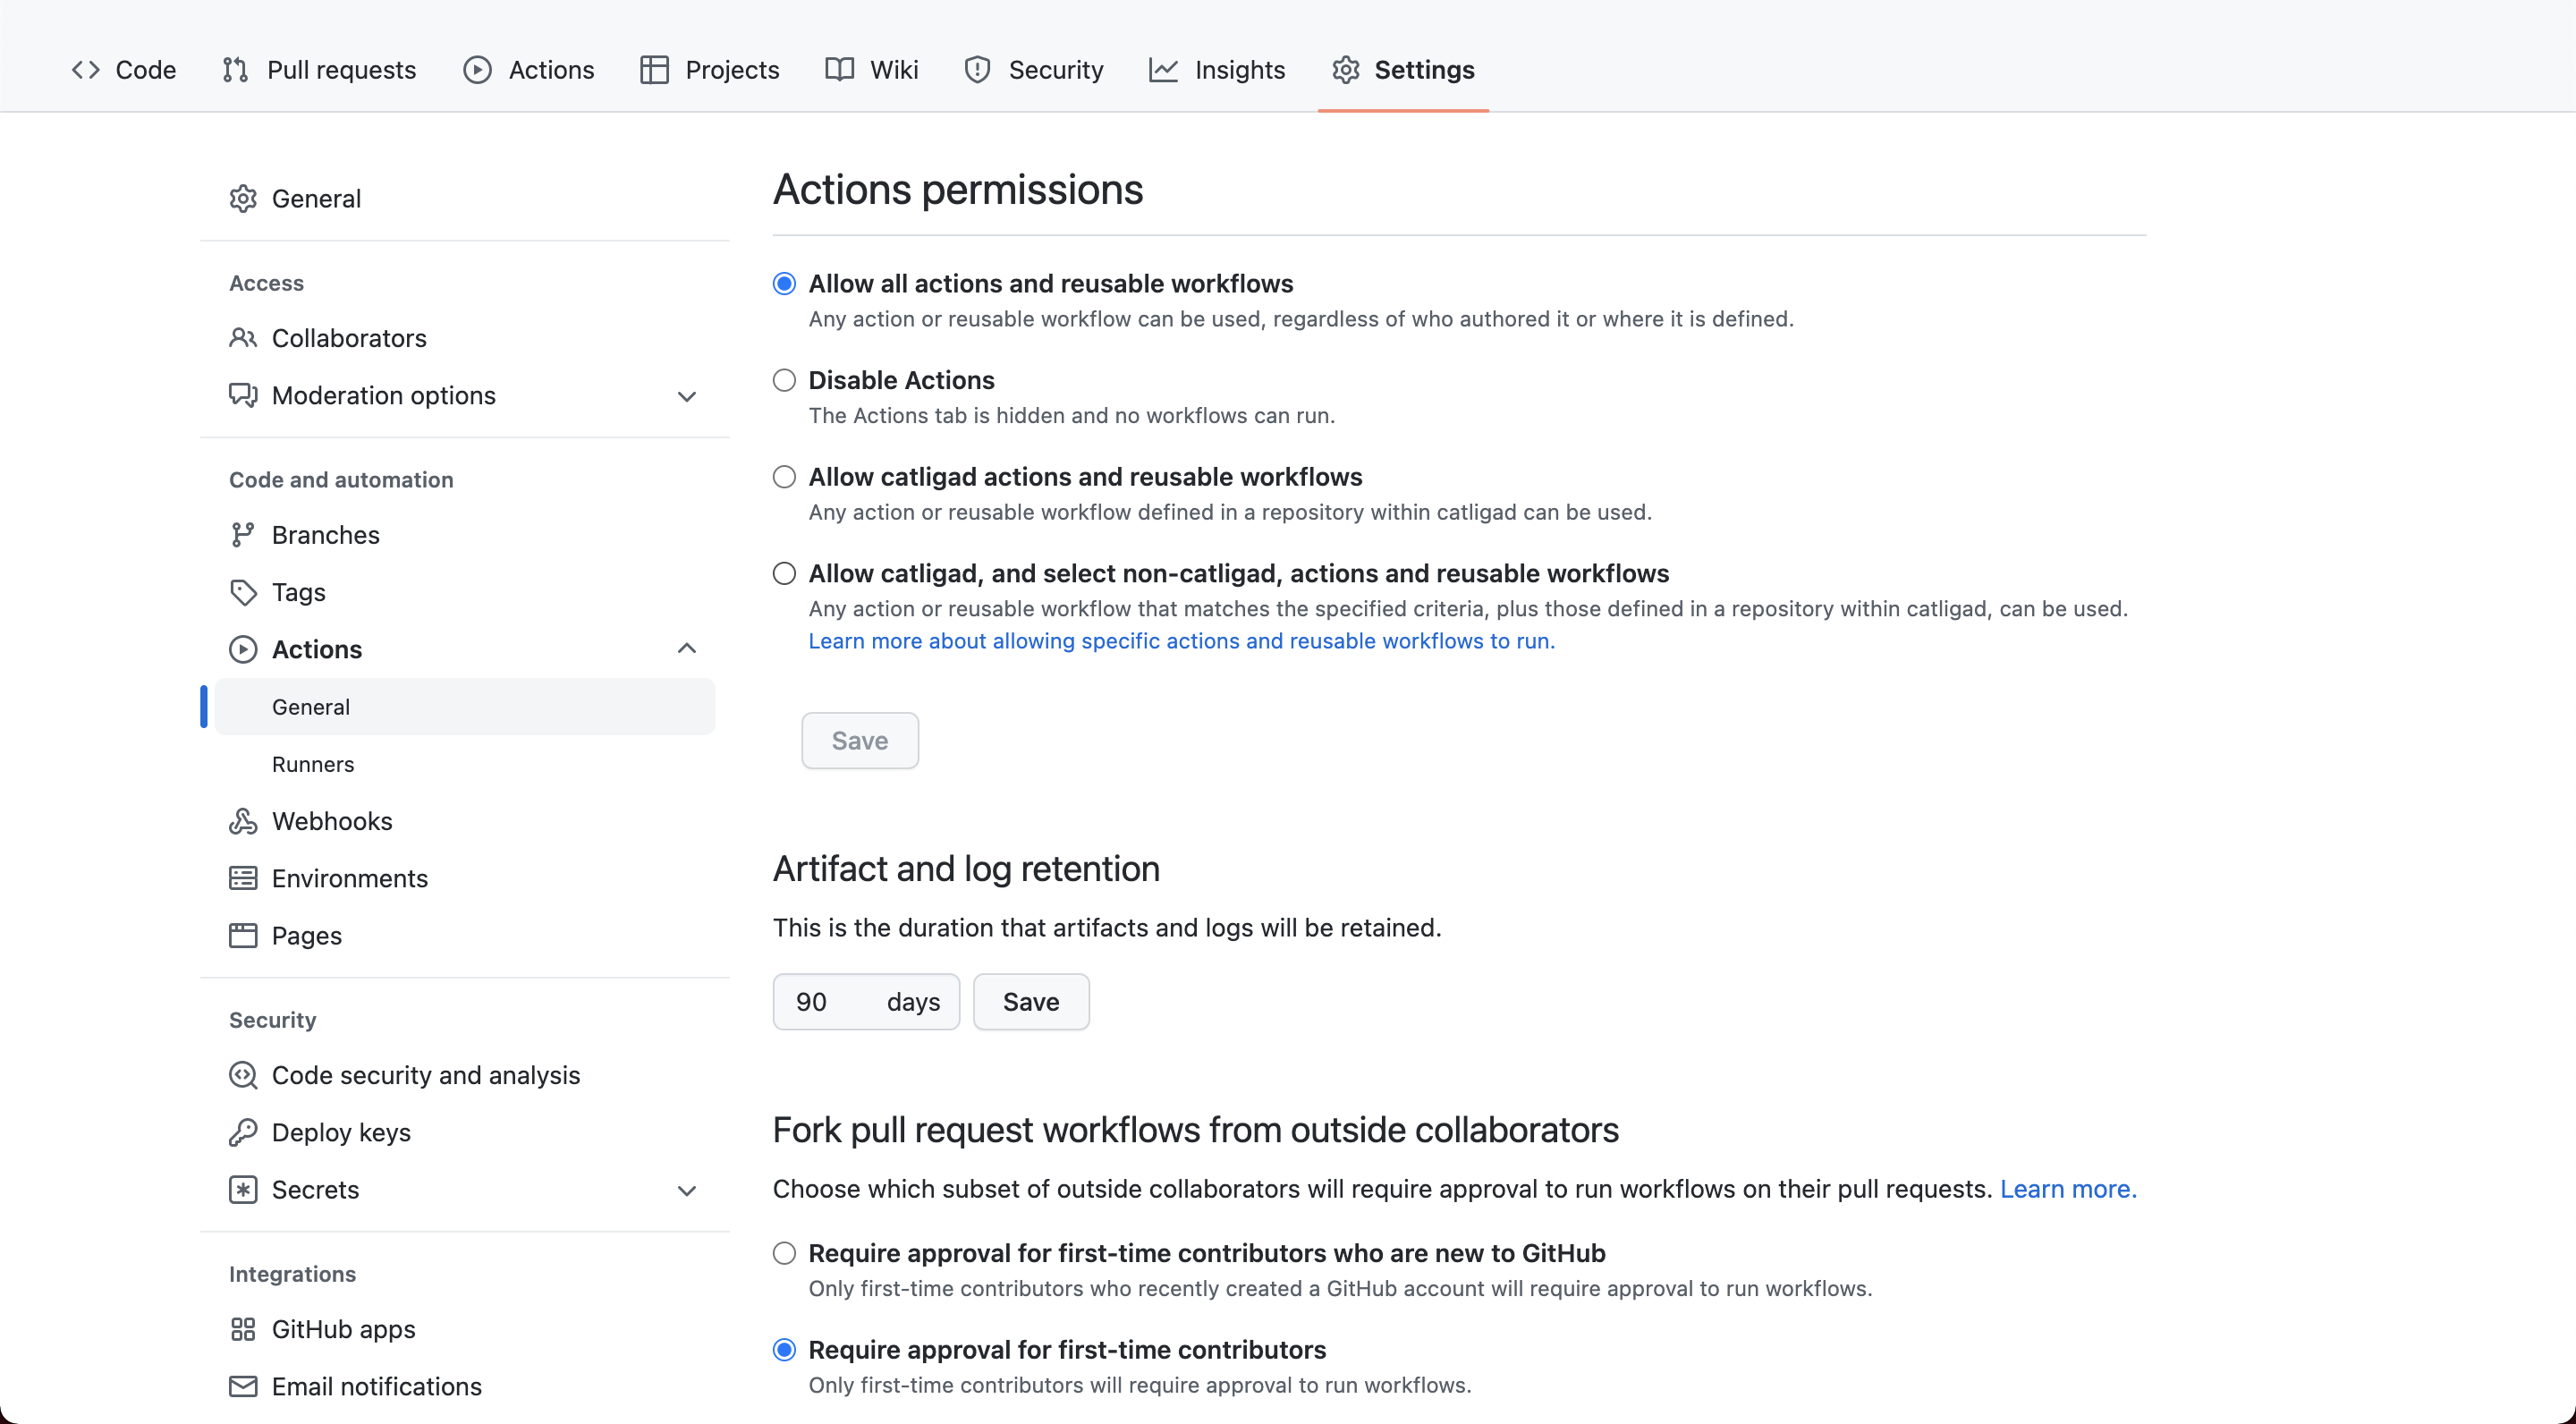 Code Pull requests Actions Projects Wiki Security Insights Settings
General
Access
Collaborators
Moderation options
Code and automation
Branches
Tags
Actions
General
Runners
Webhooks
Environments
Pages
Security
Code security and analysis
Deploy keys
Secrets
Integrations
GitHub apps
Email notifications
Actions permissions
Allow all actions and reusable workflows
Any action or reusable workflow can be used, regardless of who authored it or where it is defined.
Disable Actions
The Actions tab is hidden and no workflows can run.
Allow catligad actions and reusable workflows
Any action or reusable workflow defined in a repository within catligad can be used.
Allow catligad, and select non-catligad, actions and reusable workflows
Any action or reusable workflow that matches the specified criteria, plus those defined in a repository within catligad, can be used.
Learn more about allowing specific actions and reusable workflows to run.
Save
Artifact and log retention
This is the duration that artifacts and logs will be retained.
90 days Save
Fork pull request workflows from outside collaborators
Choose which subset of outside collaborators will require approval to run workflows on their pull requests. Learn more.
Require approval for first-time contributors who are new to GitHub
Only first-time contributors who recently created a GitHub account will require approval to run workflows.
Require approval for first-time contributors
Only first-time contributors will require approval to run workflows.